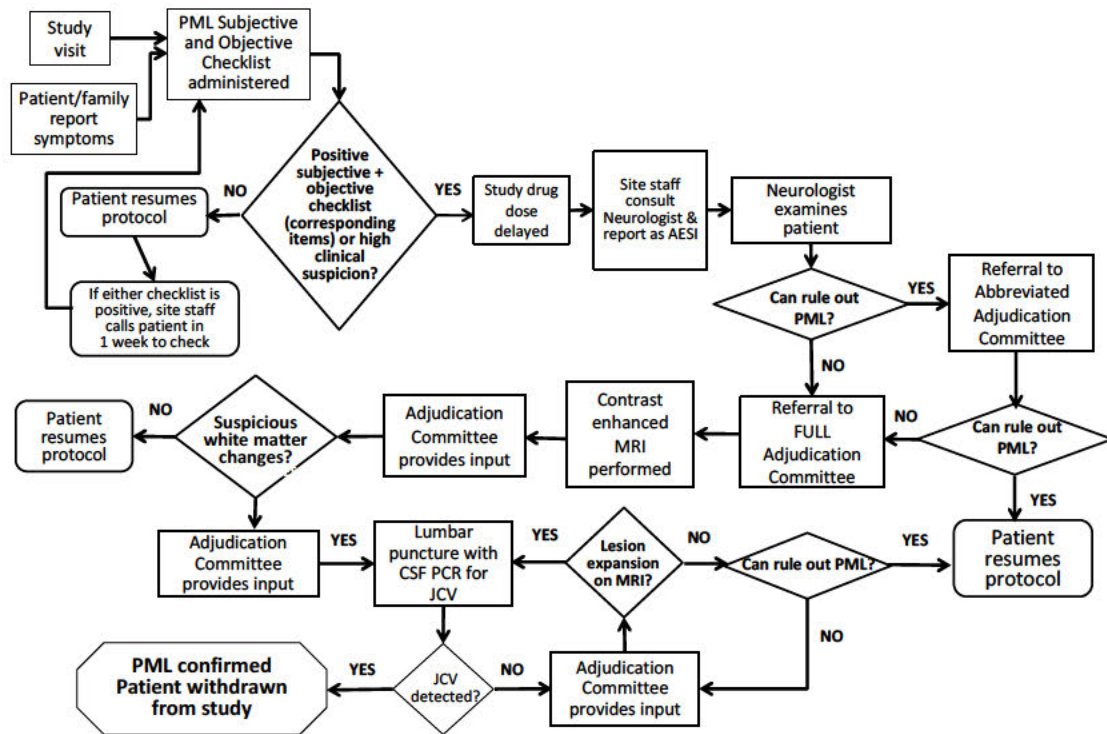 Study
visit
PML Subjective
and Objective
Checklist
administered
Patient/family
report
symptoms
Positive
subjective +
objective
checklist
(corresponding
items) or high
clinical
suspicion?
NO
YES
Patient resumes
protocol
If either checklist is
positive, site staff
calls patient in
1 week to check
Study drug
dose
delayed
Site staff
consult
Neurologist &
report as AESI
Neurologist
examines
patient
Can rule out
PML?
YES
NO
Referral to
Abbreviated
Adjudication
Committee
Can rule out
PML?
NO
YES
Patient
resumes
protocol
Referral to
FULL
Adjudication
Committee
Contrast
enhanced
MRI
performed
Adjudication
Committee
provides input
Suspicious
white matter
changes?
NO
Patient
resumes
protocol
Adjudication
Committee
provides input
YES
Lumbar
puncture with
CSF PCR for
JCV
YES
Lesion
expansion
on MRI?
NO
Can rule out PML?
YES
NO
JCV
detected?
YES
NO
PML confirmed
Patient withdrawn
from study
Adjudication
Committee
provides input